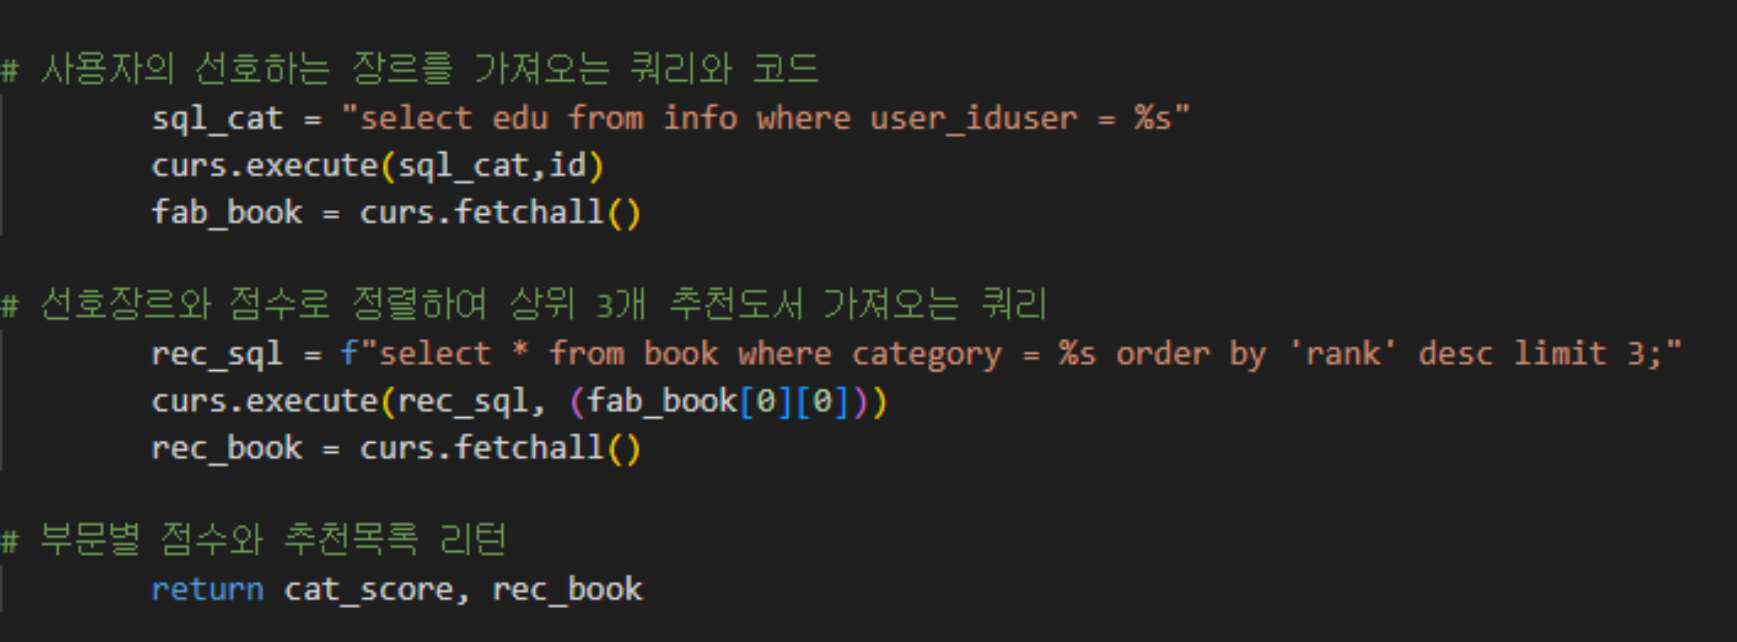 # 사용자의 선호하는 장르를 가져오는 쿼리와 코드
sql_cat = "select edu from info where user_iduser = %s"
curs.execute(sql_cat,id)
fab_book = curs.fetchall()
# 선호장르와 점수로 정렬하여 상위 3개 추천도서 가져오는 쿼리
rec_sql = f"select * from book where category = %s order by 'rank' desc limit 3;"
curs.execute(rec_sql, (fab_book[0][0]))
rec_book = curs.fetchall()
# 부문별 점수와 추천목록 리턴
return cat_score, rec_book